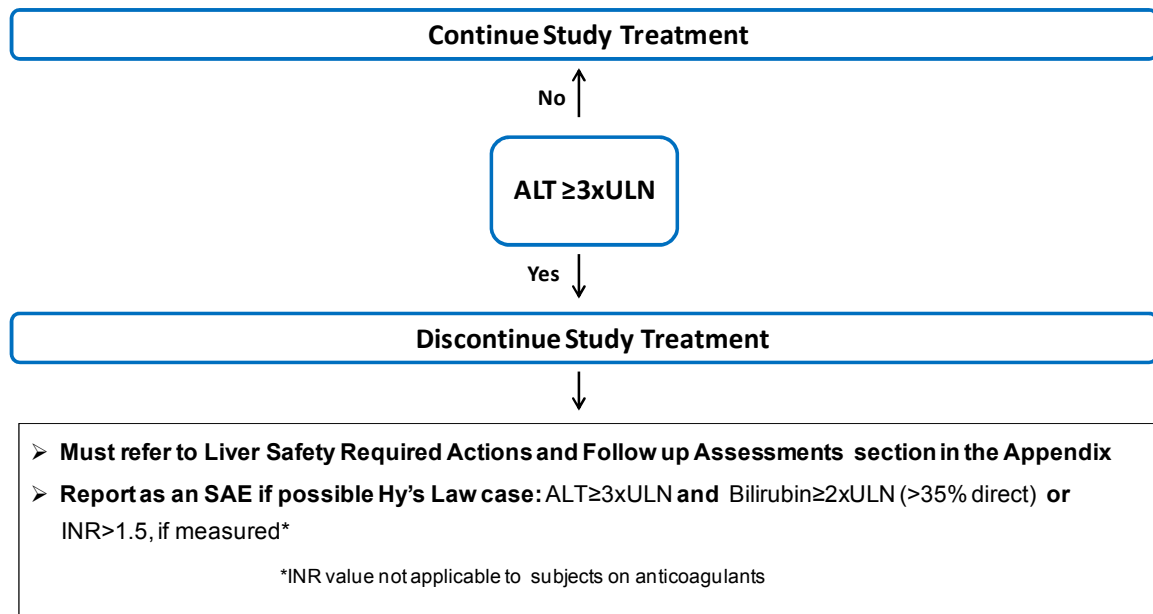 Continue Study Treatment
No
ALT ≥3xULN
Yes
Discontinue Study Treatment
➢ Must refer to Liver Safety Required Actions and Follow up Assessments section in the Appendix
➢ Report as an SAE if possible Hy's Law case: ALT≥3xULN and Bilirubin≥2xULN (>35% direct) or
INR>1.5, if measured*
*INR value not applicable to subjects on anticoagulants